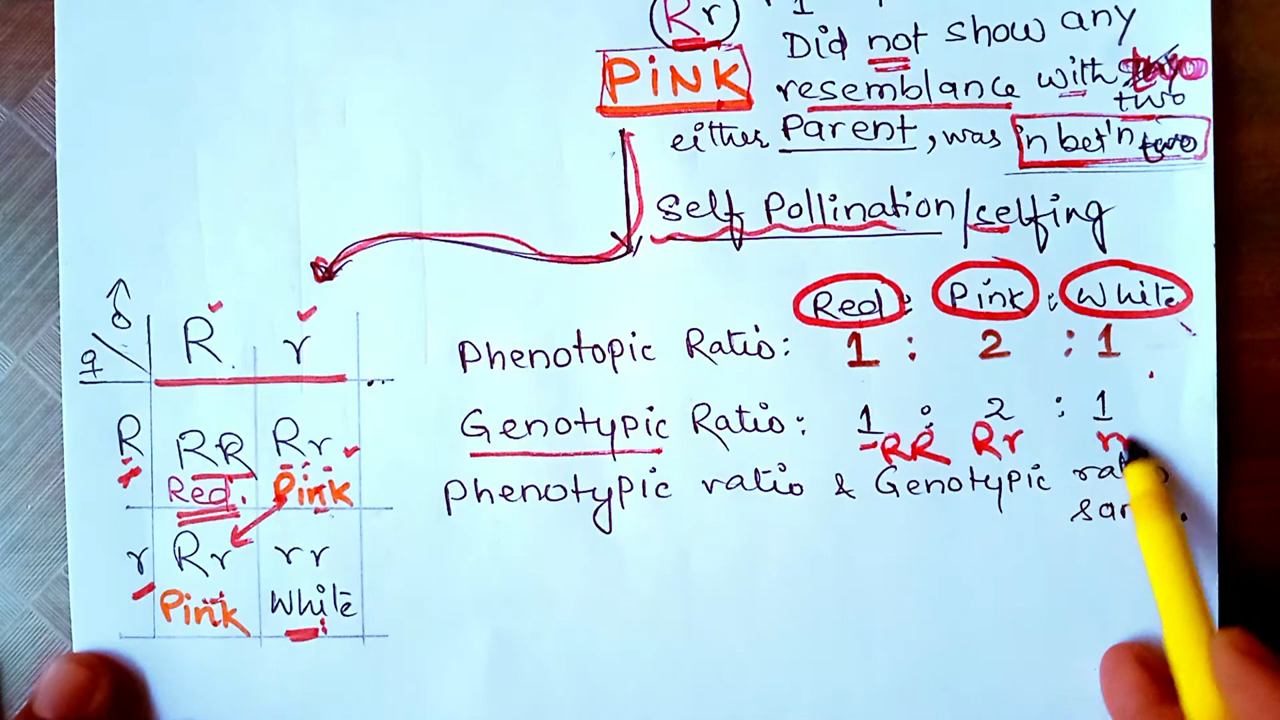 Rr
PiNK
Did not show any
resemblance with
two
either Parent, was in bet'n two
Self Pollination/selfing
Red : Pink : White
Phenotopic Ratio: 1 : 2 : 1
Genotypic Ratio: 1 : 2 : 1
RR Rr
Phenotypic ratio & Genotypic
♂ R r
♀
R RR Rr
Red. Pink
r Rr rr
Pink White